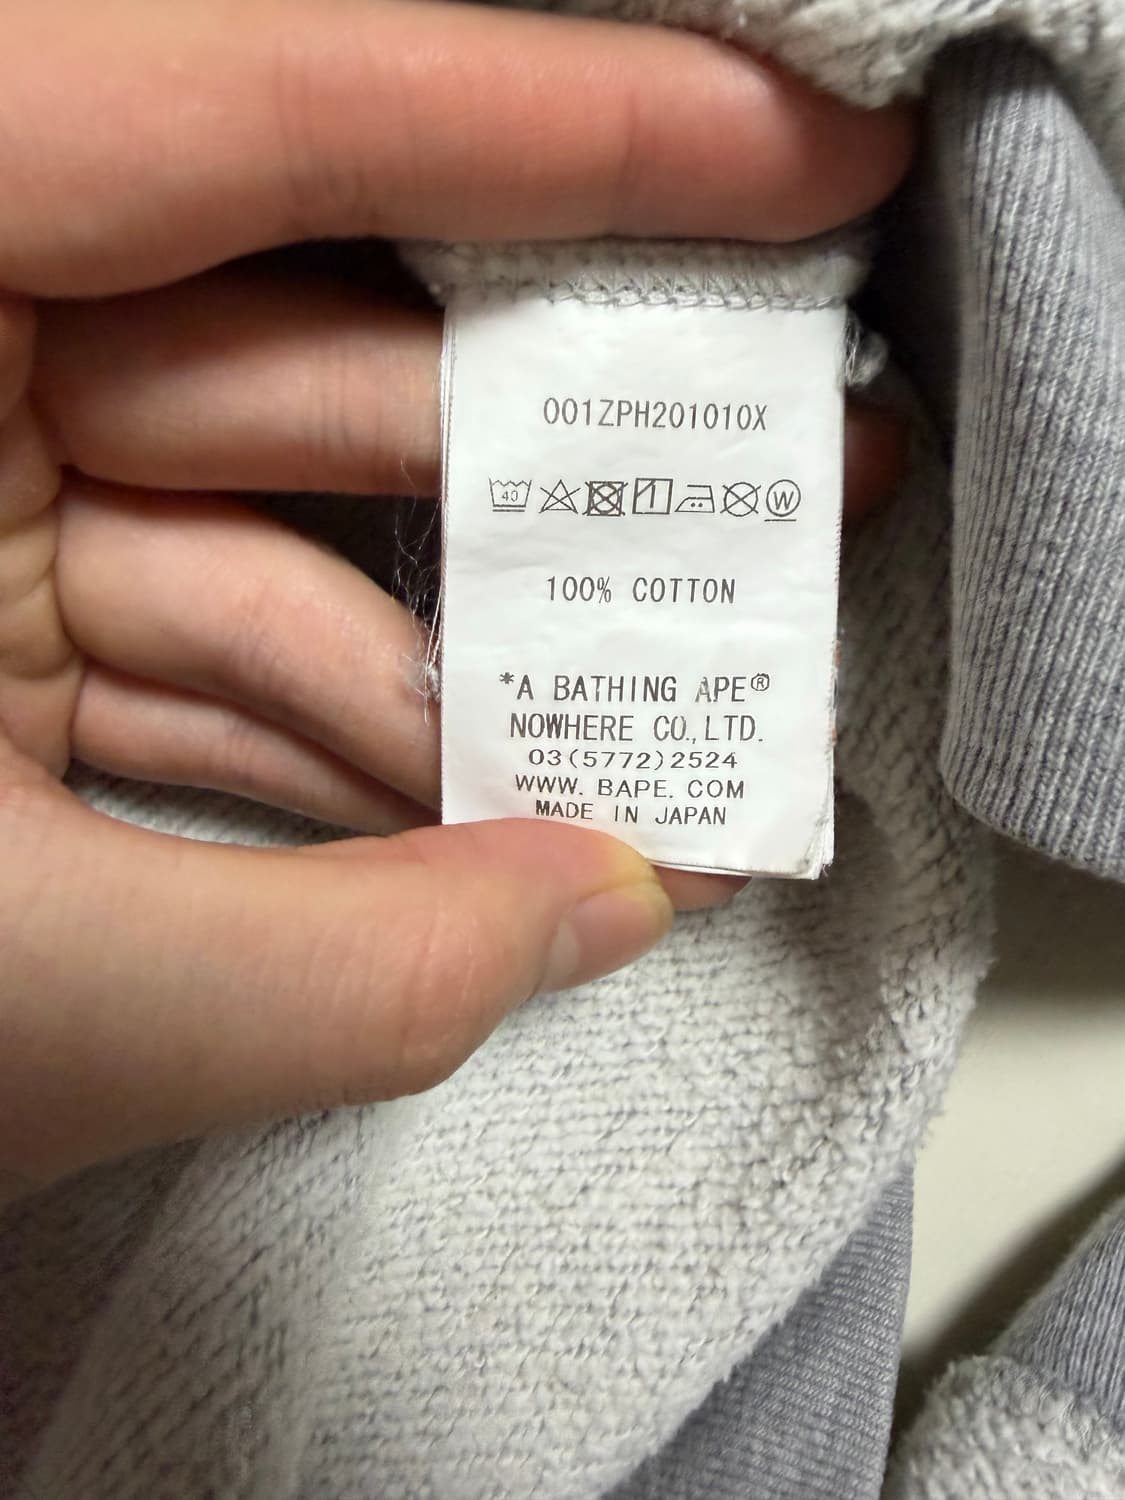 001ZPH201010X
40 W
100% COTTON
*A BATHING APE®
NOWHERE CO.,LTD.
03(5772)2524
WWW. BAPE. COM
MADE IN JAPAN